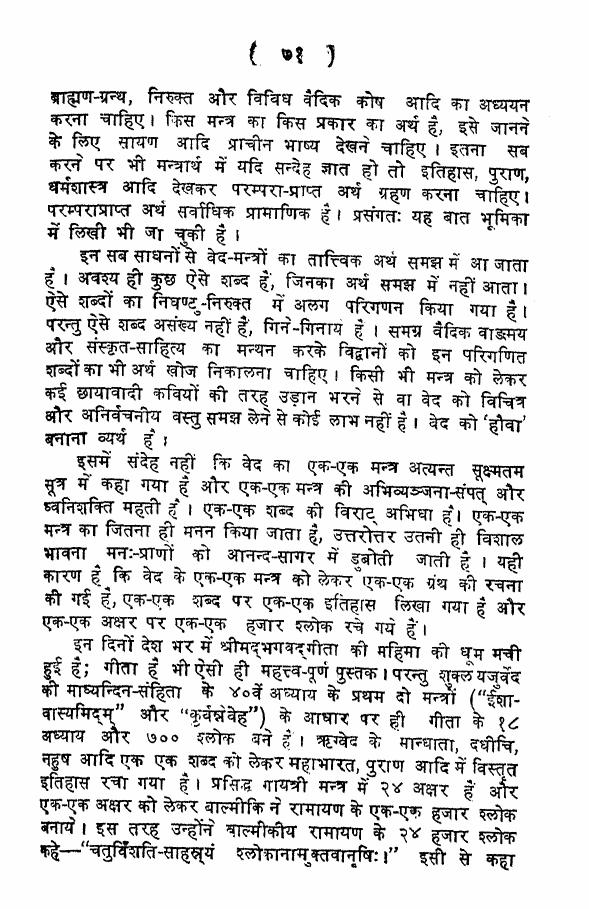 ( ७१ )
ब्राह्मण-ग्रन्थ, निरुक्त और विविध वैदिक कोष आदि का अध्ययन
करना चाहिए। किस मन्त्र का किस प्रकार का अर्थ है, इसे जानने
के लिए सायण आदि प्राचीन भाष्य देखने चाहिए। इतना सब
करने पर भी मन्त्रार्थ में यदि सन्देह ज्ञात हो तो इतिहास, पुराण,
धर्मशास्त्र आदि देखकर परम्परा-प्राप्त अर्थ ग्रहण करना चाहिए।
परम्पराप्राप्त अर्थ सर्वाधिक प्रामाणिक है। प्रसंगतः यह बात भूमिका
में लिखी भी जा चुकी है।
इन सब साधनों से वेद-मन्त्रों का तात्त्विक अर्थ समझ में आ जाता
है। अवश्य ही कुछ ऐसे शब्द हैं, जिनका अर्थ समझ में नहीं आता।
ऐसे शब्दों का निघण्टु-निरुक्त में अलग परिगणन किया गया है।
परन्तु ऐसे शब्द असंख्य नहीं हैं, गिने-गिनाये हैं। समग्र वैदिक वाङमय
और संस्कृत-साहित्य का मन्थन करके विद्वानों को इन परिगणित
शब्दों का भी अर्थ खोज निकालना चाहिए। किसी भी मन्त्र को लेकर
कई छायावादी कवियों की तरह उड़ान भरने से वा वेद को विचित्र
और अनिर्वचनीय वस्तु समझ लेने से कोई लाभ नहीं है। वेद को 'हौवा'
बनाना व्यर्थ है।
इसमें संदेह नहीं कि वेद का एक-एक मन्त्र अत्यन्त सूक्ष्मतम
सूत्र में कहा गया है और एक-एक मन्त्र की अभिव्यञ्जना-संपत् और
ध्वनिशक्ति महती है। एक-एक शब्द की विराट् अभिधा है। एक-एक
मन्त्र का जितना ही मनन किया जाता है, उत्तरोत्तर उतनी ही विशाल
भावना मनः-प्राणों को आनन्द-सागर में डुबोती जाती है। यही
कारण है कि वेद के एक-एक मन्त्र को लेकर एक-एक ग्रंथ की रचना
की गई है, एक-एक शब्द पर एक-एक इतिहास लिखा गया है और
एक-एक अक्षर पर एक-एक हजार श्लोक रचे गये हैं।
इन दिनों देश भर में श्रीमद्भगवद्गीता की महिमा की धूम मची
हुई है; गीता है भी ऐसी ही महत्त्व-पूर्ण पुस्तक। परन्तु शुक्ल यजुर्वेद
की माध्यन्दिन-संहिता के ४०वें अध्याय के प्रथम दो मन्त्रों ("ईशा-
वास्यमिदम्" और "कुर्वन्नेवेह") के आधार पर ही गीता के १८
अध्याय और ७०० श्लोक बने हैं। ऋग्वेद के मान्धाता, दधीचि,
नहुष आदि एक एक शब्द को लेकर महाभारत, पुराण आदि में विस्तृत
इतिहास रचा गया है। प्रसिद्ध गायत्री मन्त्र में २४ अक्षर हैं और
एक-एक अक्षर को लेकर वाल्मीकि ने रामायण के एक-एक हजार श्लोक
बनाये। इस तरह उन्होंने वाल्मीकीय रामायण के २४ हजार श्लोक
कहे—"चतुर्विंशति-साहस्र्यं श्लोकानामुक्तवानृषिः।" इसी से कहा